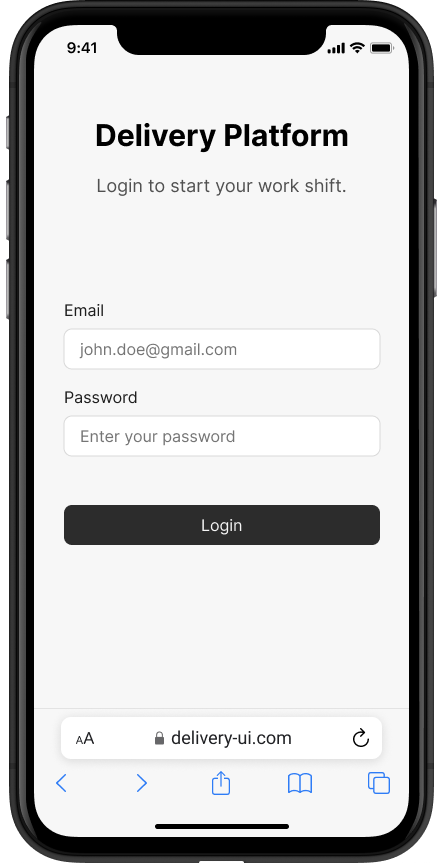 9:41
Delivery Platform
Login to start your work shift.
Email
john.doe@gmail.com
Password
Enter your password
Login
AA delivery-ui.com